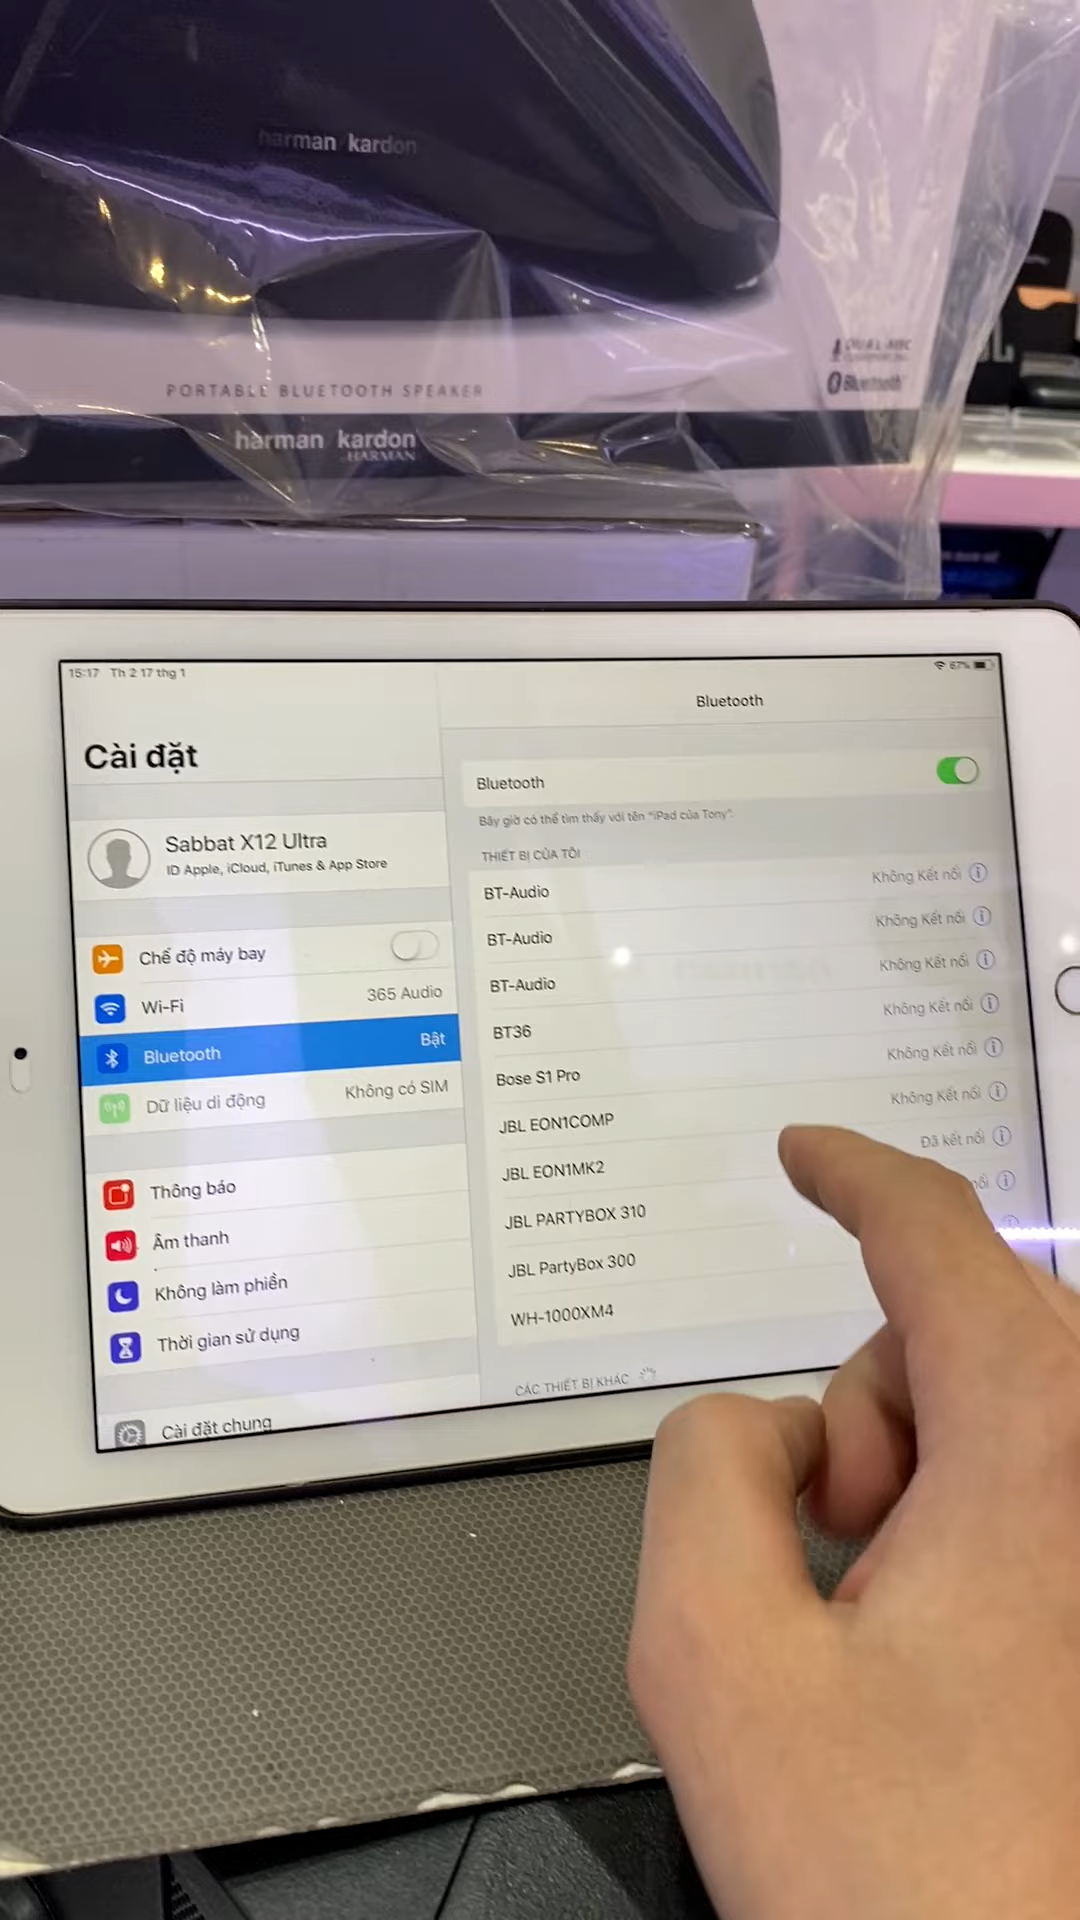 harman kardon
DUAL-MIC
Bluetooth
PORTABLE BLUETOOTH SPEAKER
harman kardon
HARMAN
15:17 Th 2 17 thg 1
67%
Cài đặt
Sabbat X12 Ultra
ID Apple, iCloud, iTunes & App Store
Chế độ máy bay
Wi-Fi 365 Audio
Bluetooth Bật
Dữ liệu di động Không có SIM
Thông báo
Âm thanh
Không làm phiền
Thời gian sử dụng
Cài đặt chung
Bluetooth
Bluetooth
Bây giờ có thể tìm thấy với tên "iPad của Tony".
THIẾT BỊ CỦA TÔI
BT-Audio Không Kết nối
BT-Audio Không Kết nối
BT-Audio Không Kết nối
BT36 Không Kết nối
Bose S1 Pro Không Kết nối
JBL EON1COMP Không Kết nối
JBL EON1MK2 Đã kết nối
JBL PARTYBOX 310 nối
JBL PartyBox 300
WH-1000XM4
CÁC THIẾT BỊ KHÁC